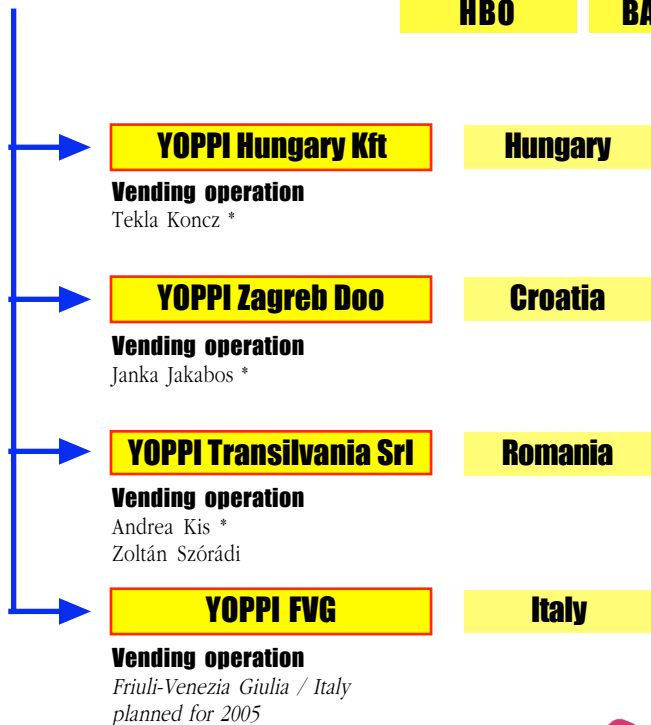 HBO
YOPPI Hungary Kft Hungary
Vending operation
Tekla Koncz *
YOPPI Zagreb Doo Croatia
Vending operation
Janka Jakabos *
YOPPI Transilvania Srl Romania
Vending operation
Andrea Kis *
Zoltán Szórádi
YOPPI FVG Italy
Vending operation
Friuli-Venezia Giulia / Italy
planned for 2005